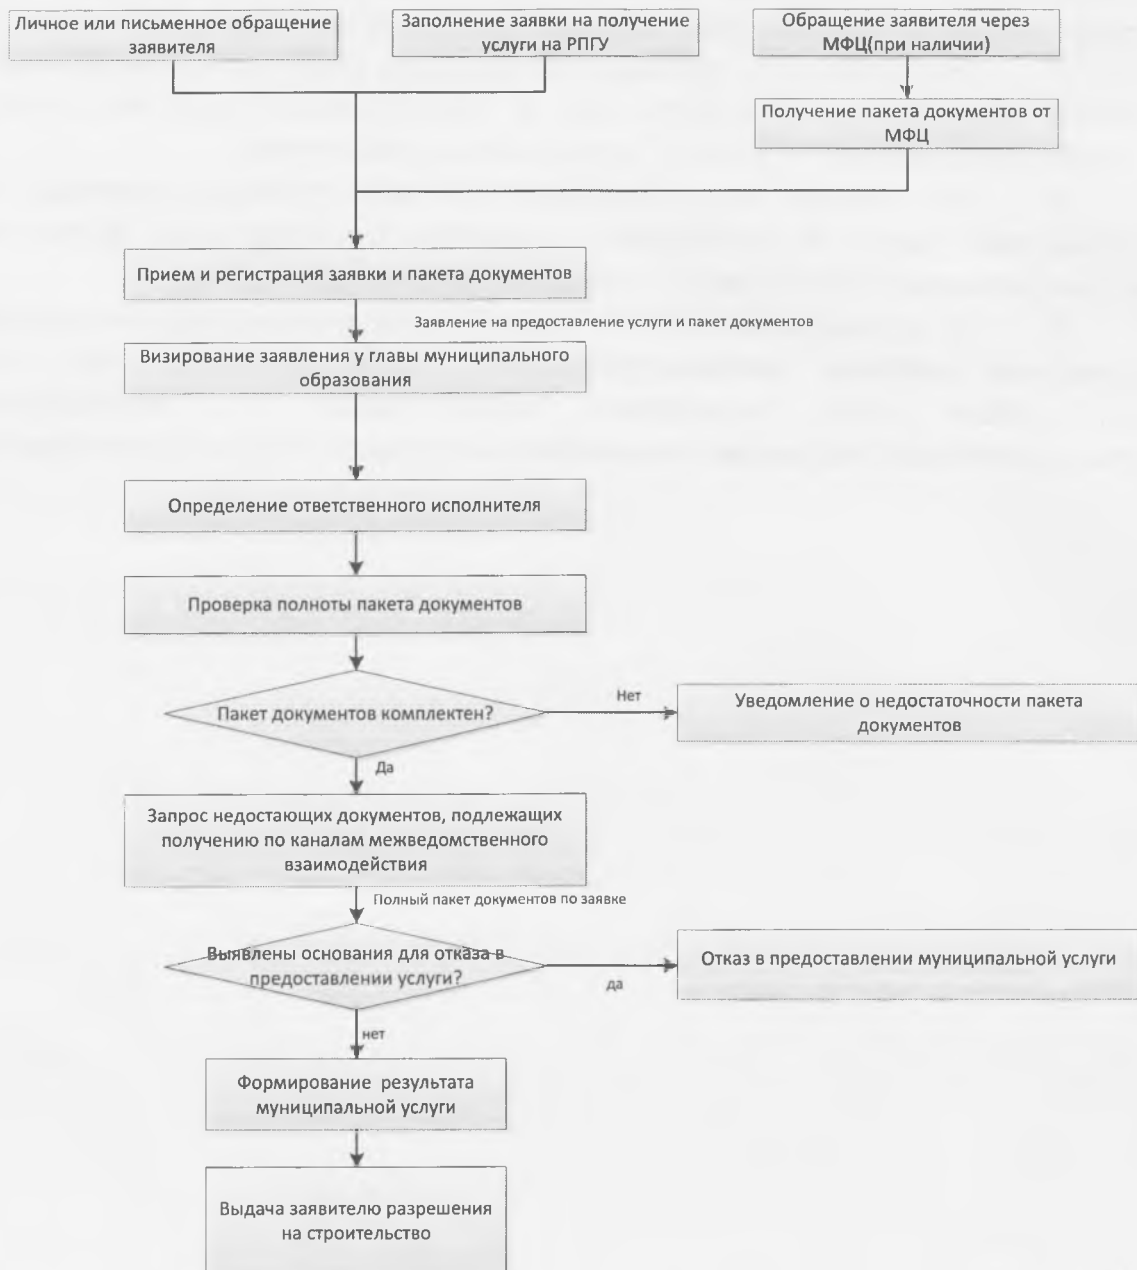 Личное или письменное обращение
заявителя
Заполнение заявки на получение
услуги на РПГУ
Обращение заявителя через
МФЦ(при наличии)
Получение пакета документов от
МФЦ
Прием и регистрация заявки и пакета документов
Заявление на предоставление услуги и пакет документов
Визирование заявления у главы муниципального
образования
Определение ответственного исполнителя
Проверка полноты пакета документов
Пакет документов комплектен?
Нет
Уведомление о недостаточности пакета
документов
Да
Запрос недостающих документов, подлежащих
получению по каналам межведомственного
взаимодействия
Полный пакет документов по заявке
Выявлены основания для отказа в
предоставлении услуги?
да
Отказ в предоставлении муниципальной услуги
нет
Формирование результата
муниципальной услуги
Выдача заявителю разрешения
на строительство